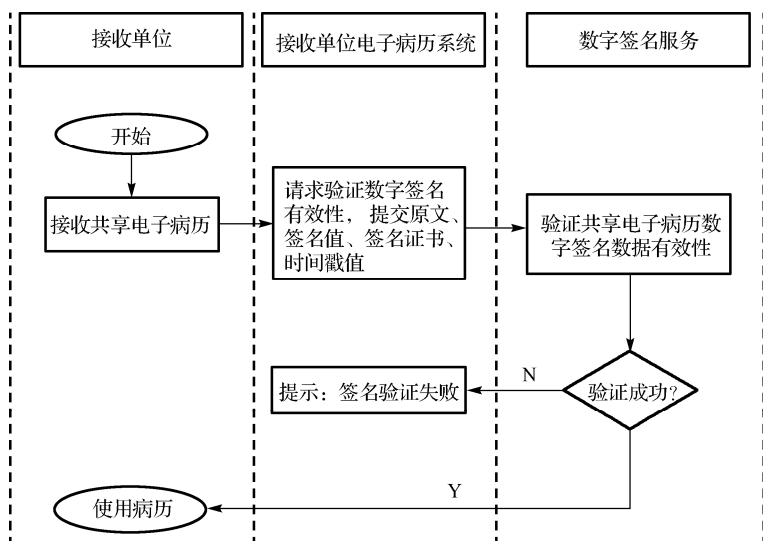 接收单位
接收单位电子病历系统
数字签名服务
开始
接收共享电子病历
请求验证数字签名
有效性，提交原文、
签名值、签名证书、
时间戳值
验证共享电子病历数
字签名数据有效性
验证成功?
N
提示：签名验证失败
Y
使用病历